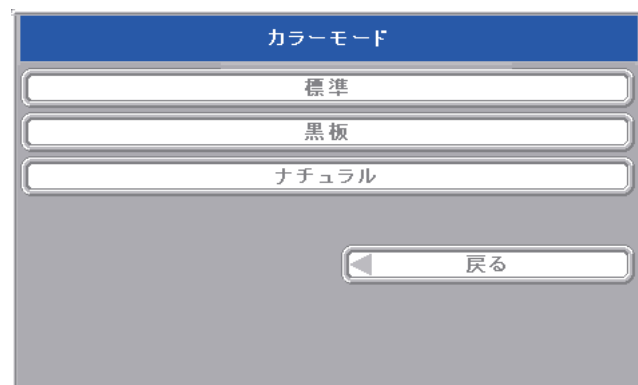 カラーモード
標準
黒板
ナチュラル
戻る